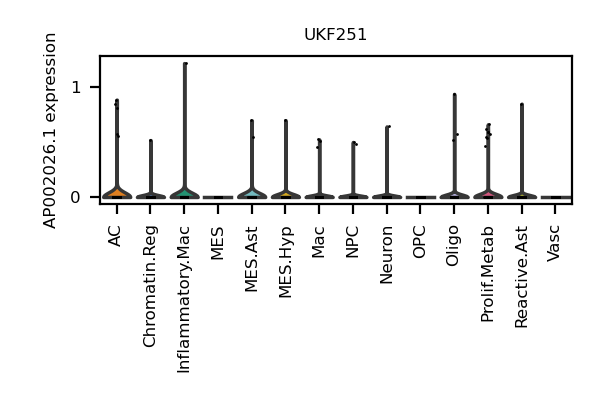 UKF251
AP002026.1 expression
1
0
AC
Chromatin.Reg
Inflammatory.Mac
MES
MES.Ast
MES.Hyp
Mac
NPC
Neuron
OPC
Oligo
Prolif.Metab
Reactive.Ast
Vasc